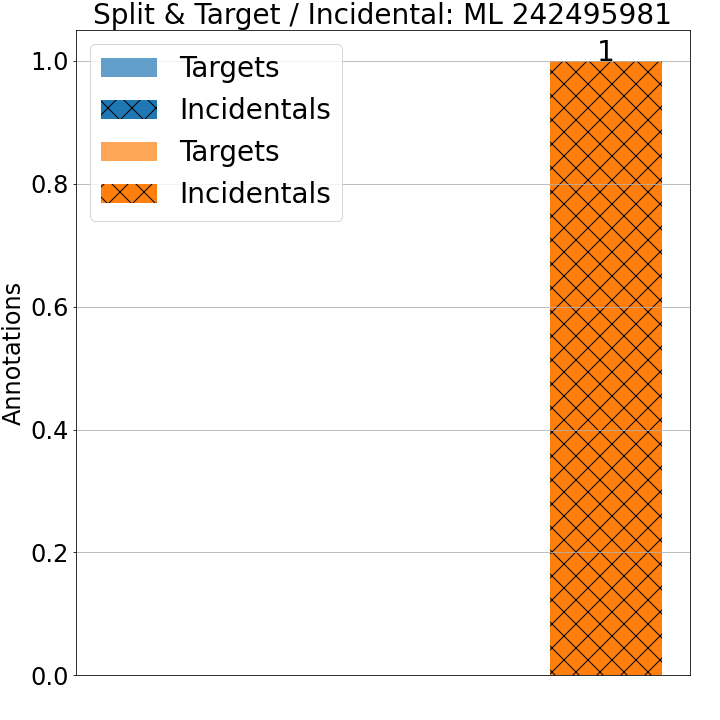 Split & Target / Incidental: ML 242495981
1
1.0
0.8
0.6
0.4
0.2
0.0
Annotations
Targets
Incidentals
Targets
Incidentals